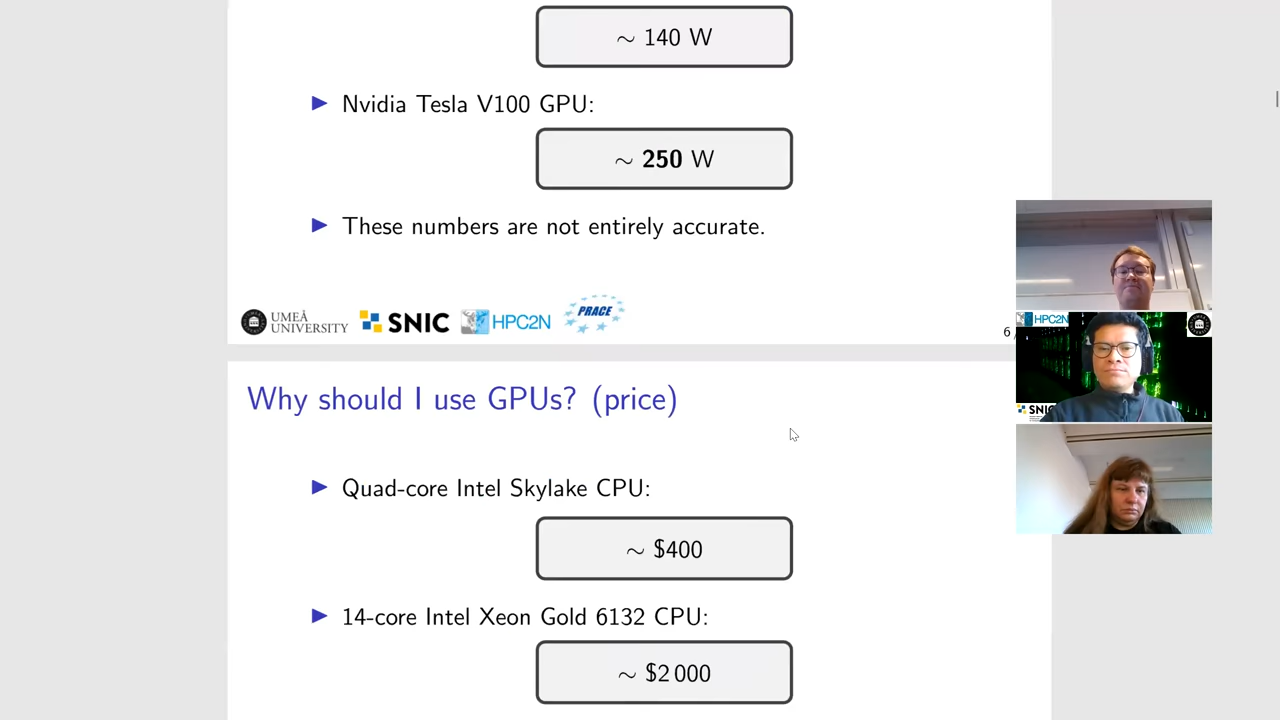 ∼ 140 W
▶ Nvidia Tesla V100 GPU:
∼ 250 W
▶ These numbers are not entirely accurate.
UMEÅ
UNIVERSITY
SNIC
HPC2N
PRACE
6 /
HPC2N
SNIC
Why should I use GPUs? (price)
▶ Quad-core Intel Skylake CPU:
∼ $400
▶ 14-core Intel Xeon Gold 6132 CPU:
∼ $2 000